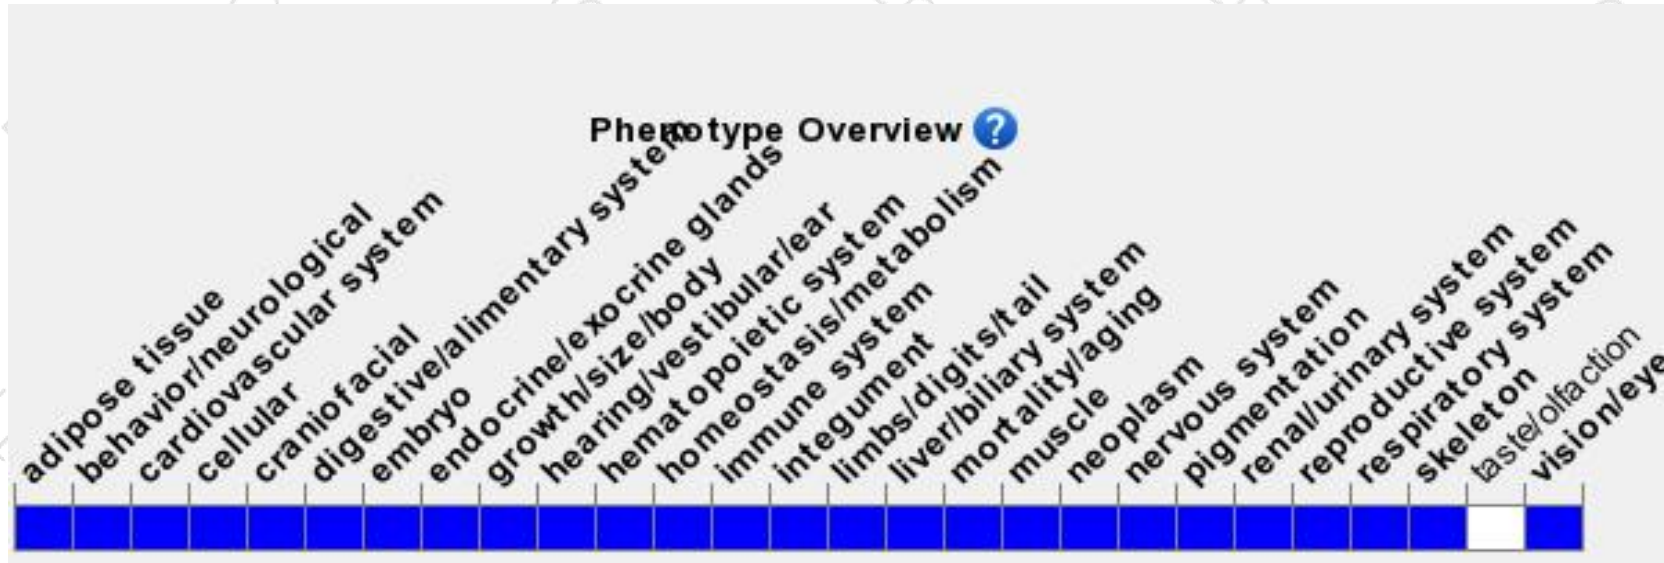 Phenotype Overview ?
adipose tissue
behavior/neurological
cardiovascular system
cellular
craniofacial
digestive/alimentary system
embryo
endocrine/exocrine glands
growth/size/body
hearing/vestibular/ear
hematopoietic system
homeostasis/metabolism
immune system
integument
limbs/digits/tail
liver/biliary system
mortality/aging
muscle
neoplasm
nervous system
pigmentation
renal/urinary system
reproductive system
respiratory system
skeleton
taste/olfaction
vision/eye